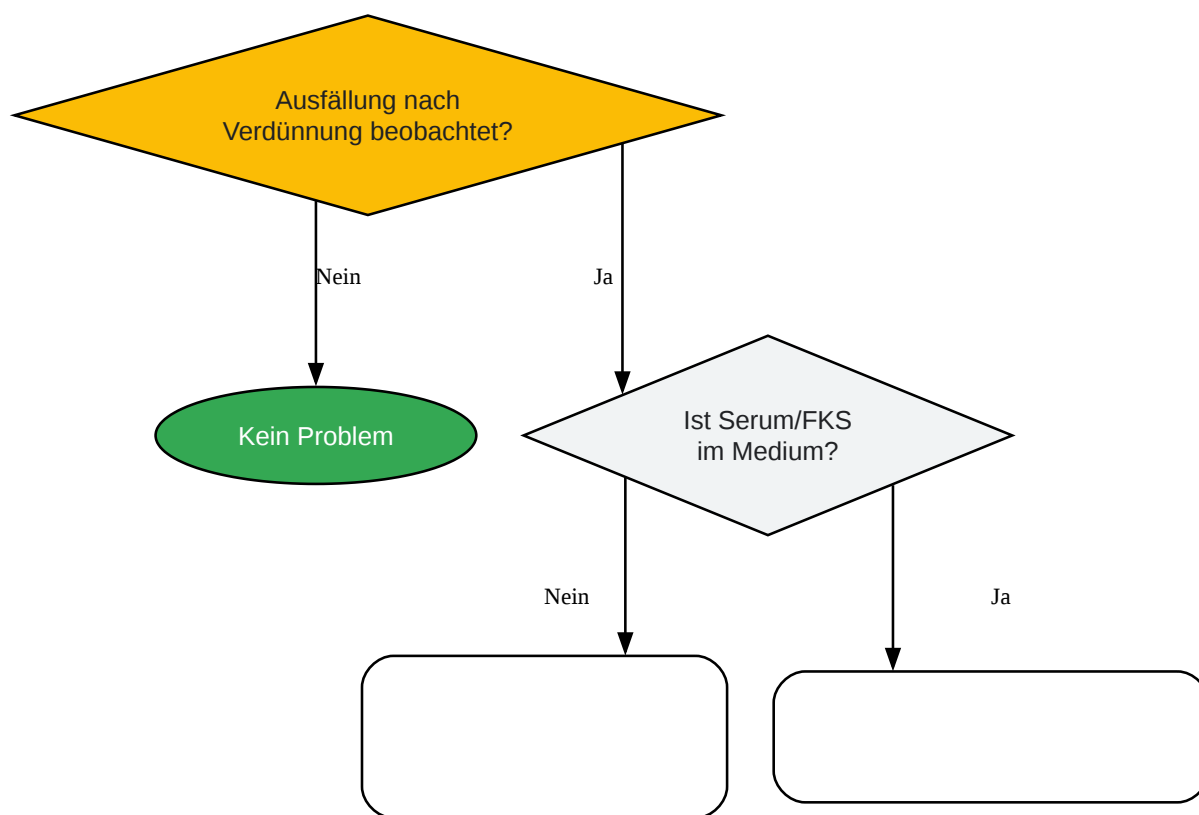 Ausfällung nach
Verdünnung beobachtet?
Nein
Ja
Kein Problem
Ist Serum/FKS
im Medium?
Nein
Ja